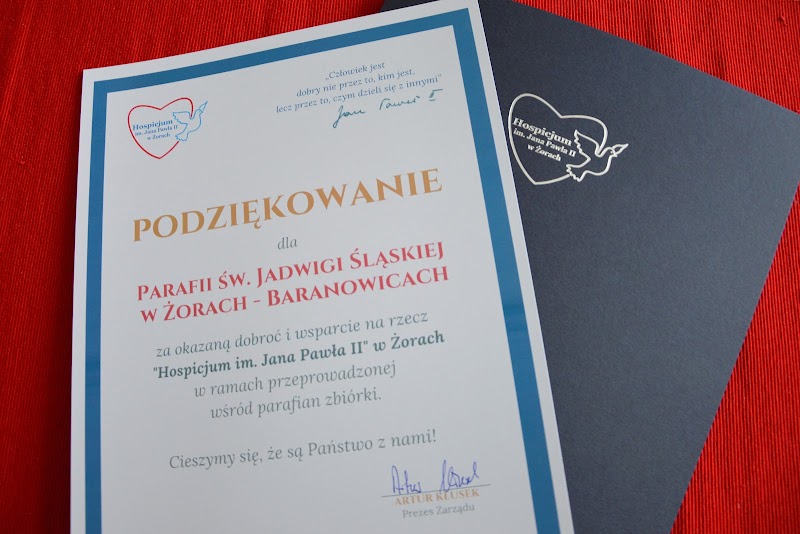 „Człowiek jest
dobry nie przez to, kim jest,
lecz przez to, czym dzieli się z innymi”
Jan Paweł II
Hospicjum
im. Jana Pawła II
w Żorach
PODZIĘKOWANIE
dla
PARAFII ŚW. JADWIGI ŚLĄSKIEJ
W ŻORACH - BARANOWICACH
za okazaną dobroć i wsparcie na rzecz
"Hospicjum im. Jana Pawła II" w Żorach
w ramach przeprowadzonej
wśród parafian zbiórki.
Cieszymy się, że są Państwo z nami!
Artur Kłusek
ARTUR KŁUSEK
Prezes Zarządu
Hospicjum
im. Jana Pawła II
w Żorach